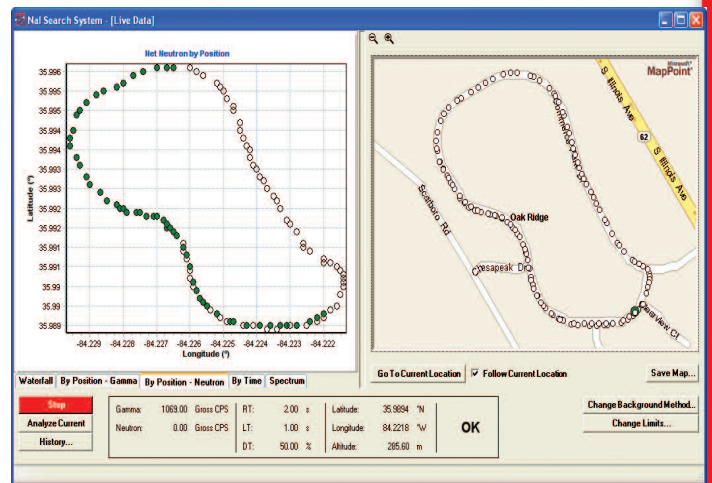 NaI Search System - [Live Data]
Net Neutron by Position
35.996
35.995
35.995
35.994
35.994
35.993
35.993
35.992
35.991
35.991
35.99
35.99
35.989
Latitude (°)
-84.229
-84.228
-84.227
-84.226
-84.225
-84.224
-84.223
-84.222
Longitude (°)
Microsoft®
MapPoint®
S Illinois Ave
62
S Illinois Ave
Scarboro Rd
Oak Ridge
esapeak Dr
earview Ct
Waterfall
By Position - Gamma
By Position - Neutron
By Time
Spectrum
Go To Current Location
Follow Current Location
Save Map...
Stop
Analyze Current
History...
Gamma: 1069.00 Gross CPS
Neutron: 0.00 Gross CPS
RT: 2.00 s
LT: 1.00 s
DT: 50.00 %
Latitude: 35.9894 °N
Longitude: 84.2218 °W
Altitude: 285.60 m
OK
Change Background Method...
Change Limits...